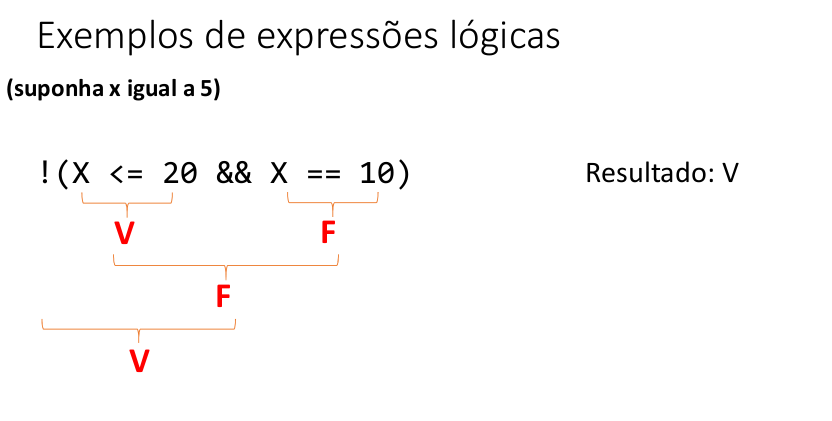 Exemplos de expressões lógicas
(suponha x igual a 5)
!(X <= 20 && X == 10) Resultado: V
V F
F
V